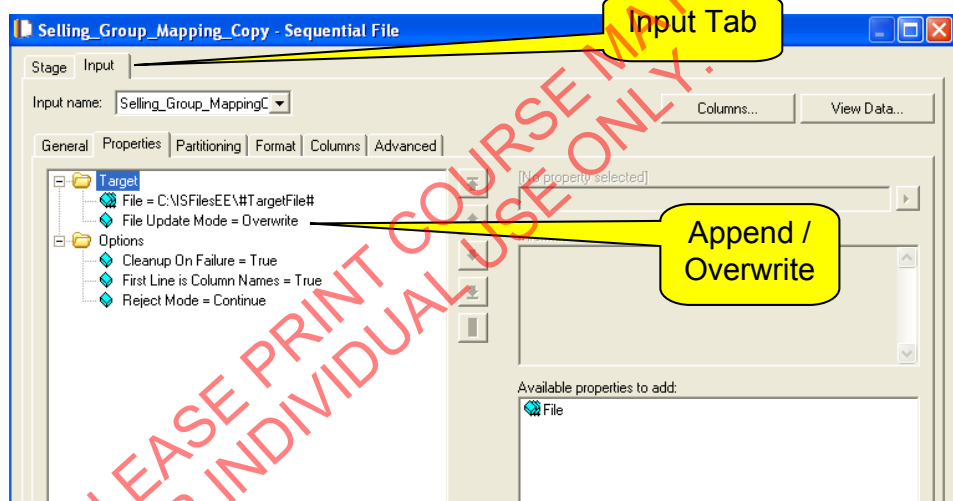 Selling_Group_Mapping_Copy - Sequential File
Input Tab
Stage Input
Input name: Selling_Group_MappingC
Columns... View Data...
General Properties Partitioning Format Columns Advanced
Target
File = C:\ISFilesEE\#TargetFile#
File Update Mode = Overwrite
Options
Cleanup On Failure = True
First Line is Column Names = True
Reject Mode = Continue
[No property selected]
Append /
Overwrite
Available properties to add:
File
LEASE PRINT COURSE MA
R INDIVIDUAL USE ONLY.